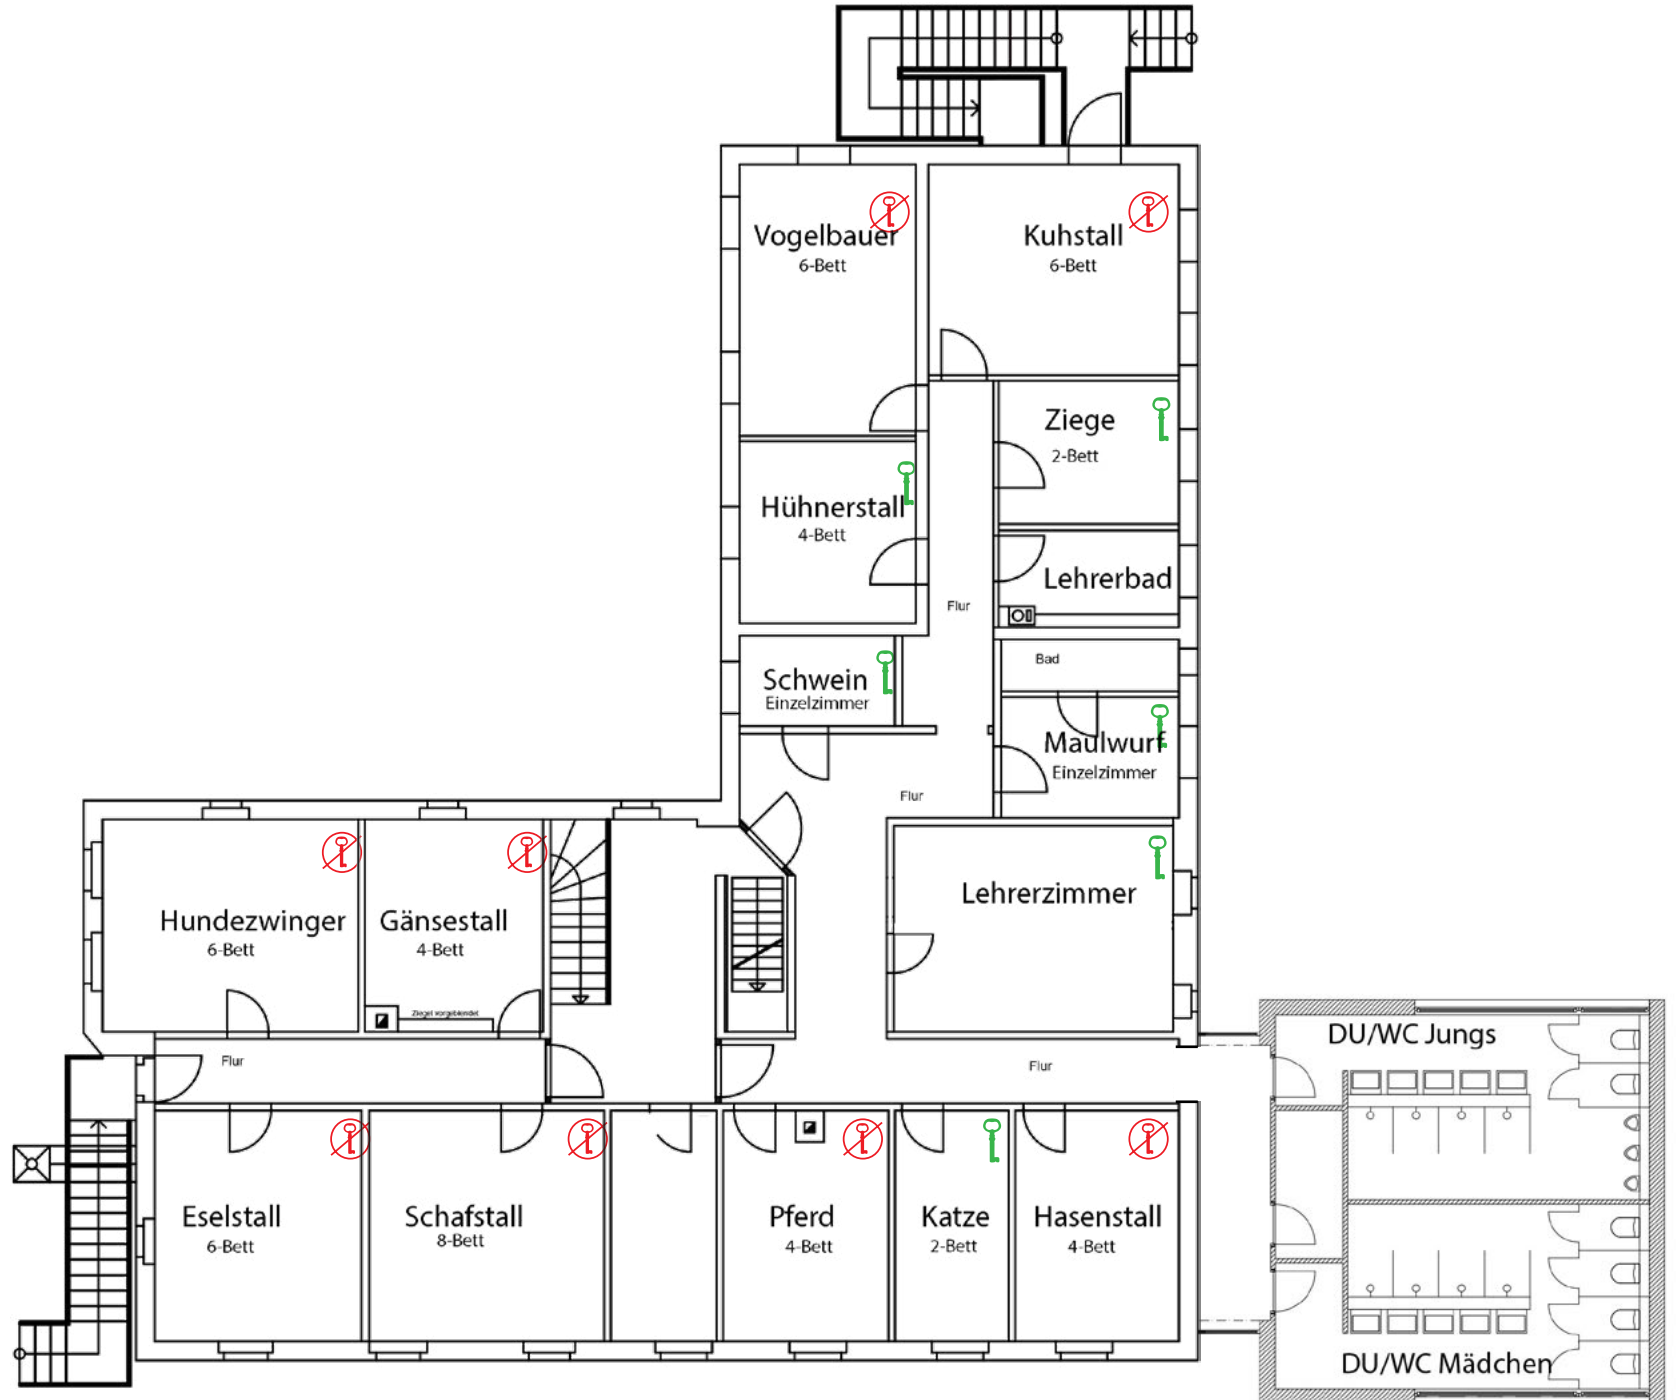 Vogelbauer
6-Bett
Kuhstall
6-Bett
Ziege
2-Bett
Hühnerstall
4-Bett
Lehrerbad
Flur
Bad
Schwein
Einzelzimmer
Maulwurf
Einzelzimmer
Flur
Lehrerzimmer
Hundezwinger
6-Bett
Gänsestall
4-Bett
Ziegel vorgeblendet
DU/WC Jungs
Flur
Flur
Eselstall
6-Bett
Schafstall
8-Bett
Pferd
4-Bett
Katze
2-Bett
Hasenstall
4-Bett
DU/WC Mädchen